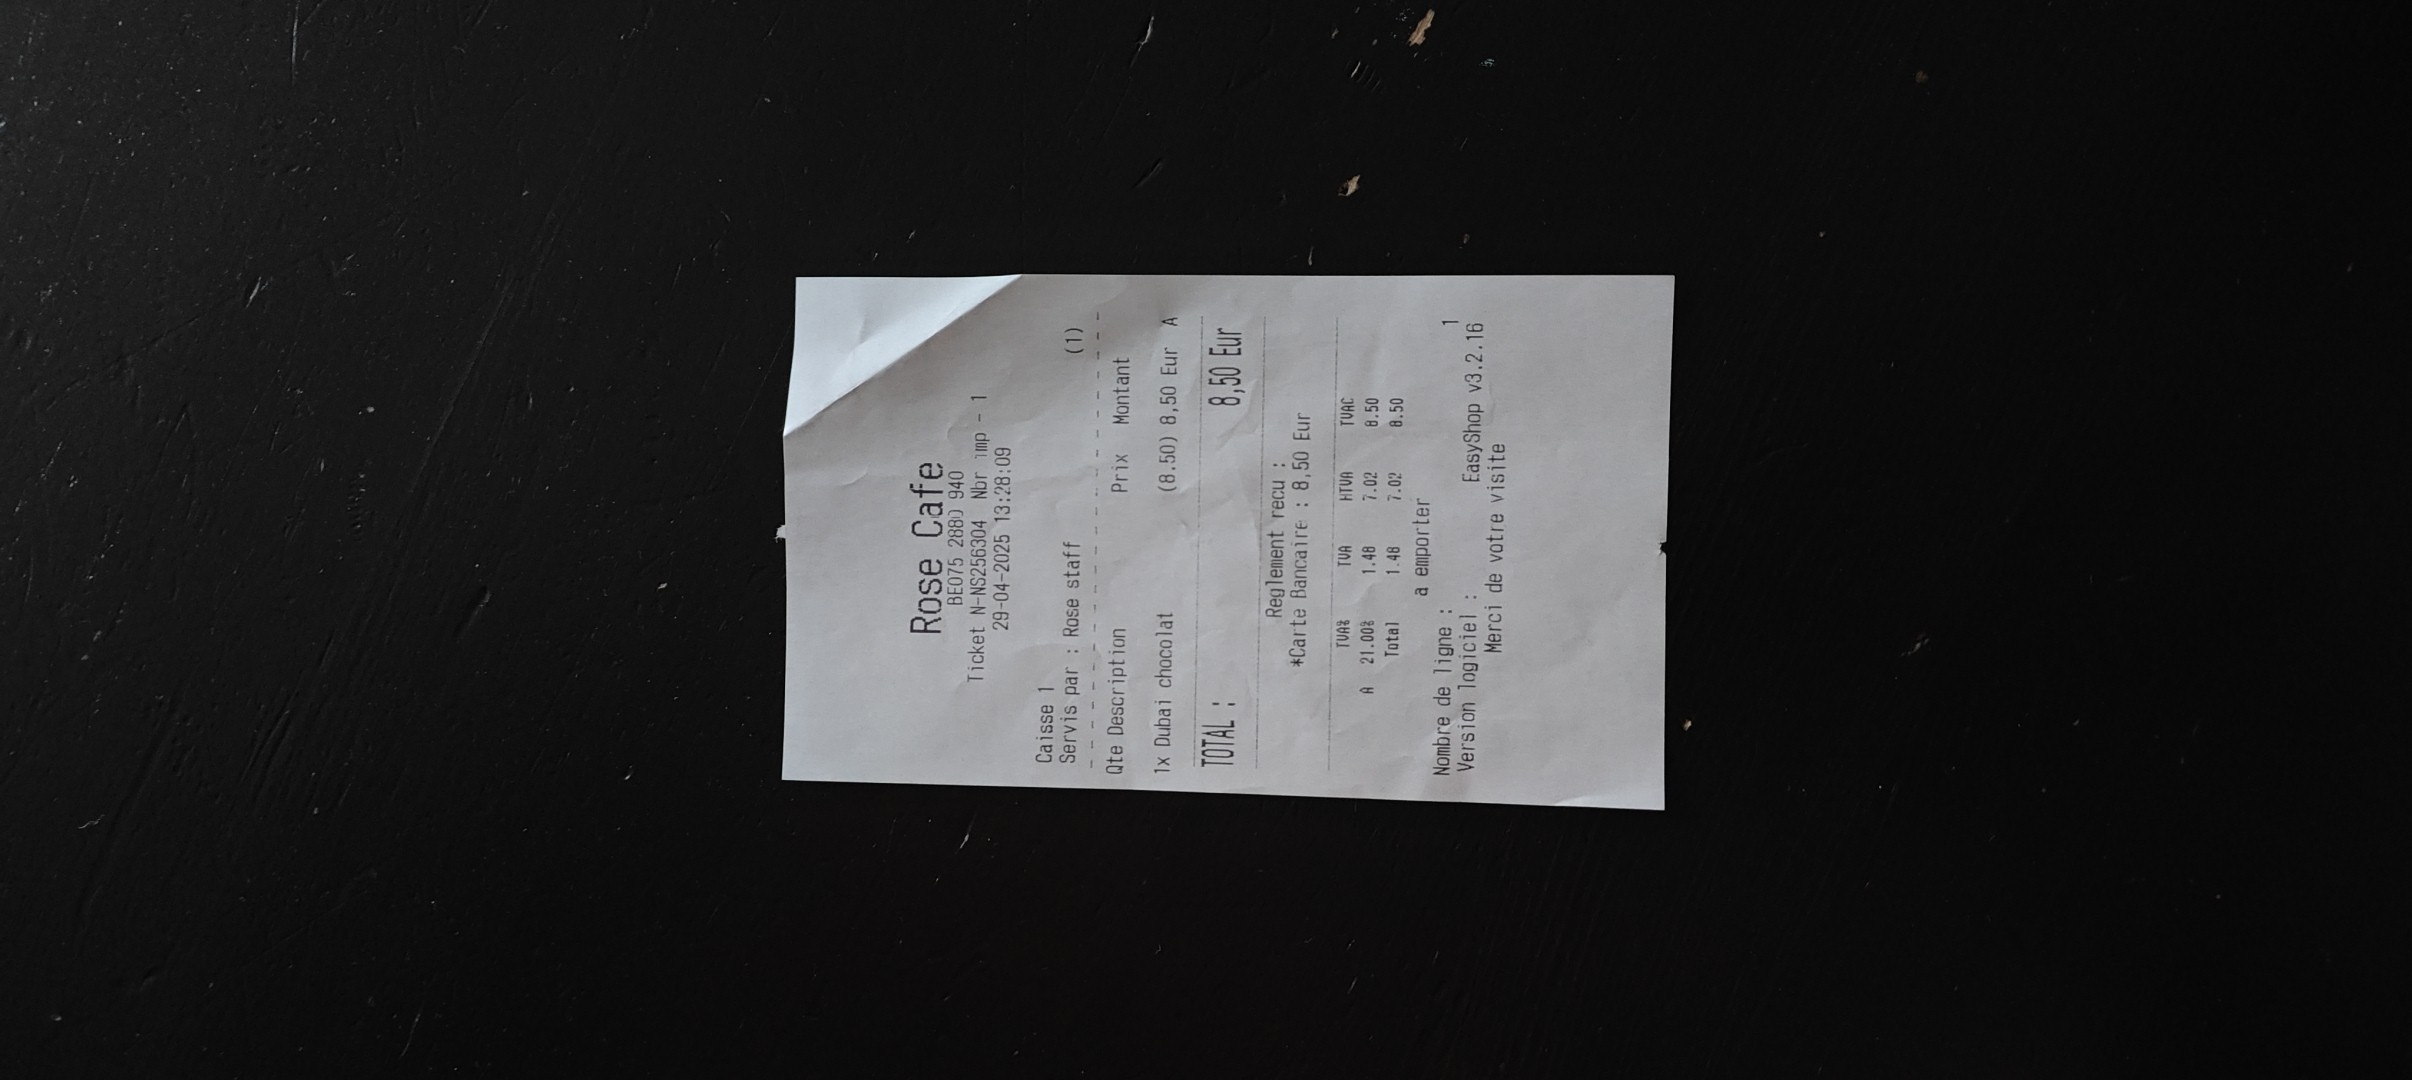 Rose Cafe
BE075 2880 940
Ticket N-NS256304 Nbr imp - 1
29-04-2025 13:28:09
Caisse 1
Servis par : Rose staff (1)
Qte Description Prix Montant
1x Dubai chocolat (8.50) 8,50 Eur A
TOTAL : 8,50 Eur
Reglement recu :
*Carte Bancaire : 8,50 Eur
TVA% TVA HTVA TVAC
A 21.00% 1.48 7.02 8.50
Total 1.48 7.02 8.50
a emporter
Nombre de ligne : 1
Version logiciel : EasyShop v3.2.16
Merci de votre visite